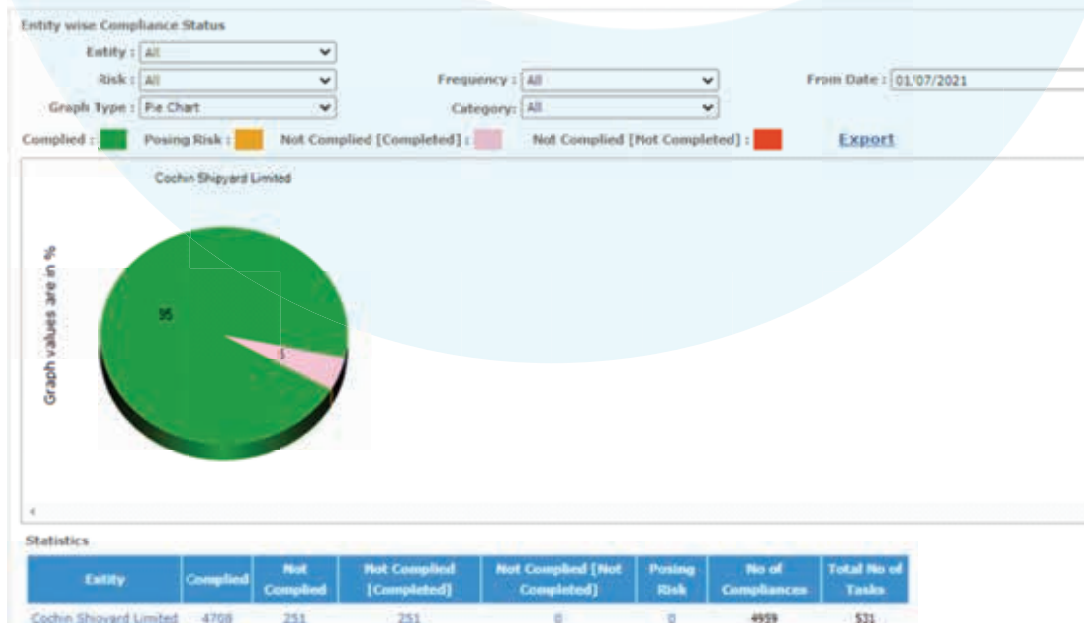 Entity wise Compliance Status
Entity : All
Risk : All Frequency : All From Date : 01/07/2021
Graph Type : Pie Chart Category: All
Complied : Posing Risk : Not Complied [Completed] : Not Complied [Not Completed] : Export
Cochin Shipyard Limited
Graph values are in %
95
5
Statistics
Entity Complied Not Complied Not Complied [Completed] Not Complied [Not Completed] Posing Risk No of Compliances Total No of Tasks
Cochin Shipyard Limited 4708 251 251 0 0 4959 531